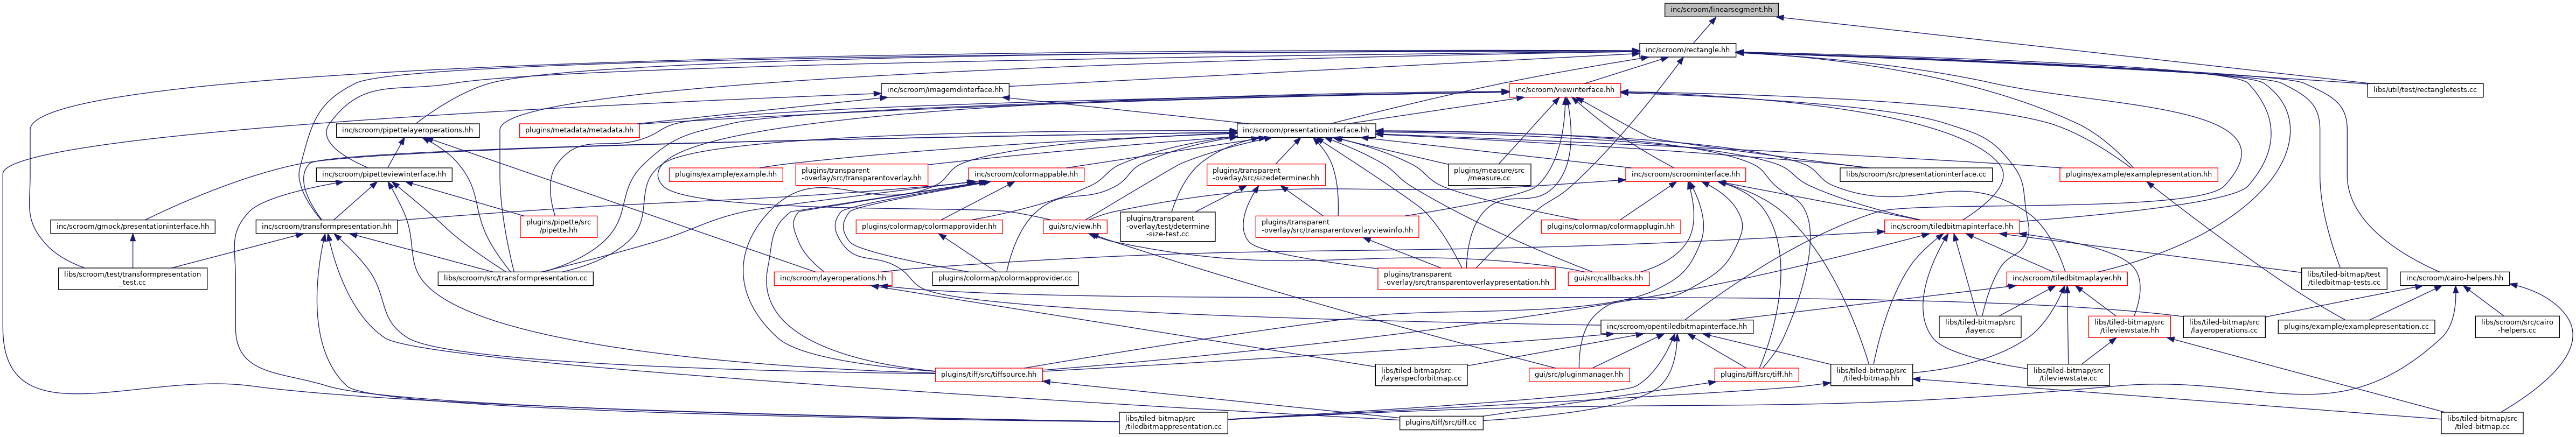 inc/scroom/linearsegment.hh
inc/scroom/rectangle.hh
inc/scroom/imagemdinterface.hh
inc/scroom/viewinterface.hh
libs/util/test/rectangletests.cc
inc/scroom/pipettelayeroperations.hh
plugins/metadata/metadata.hh
inc/scroom/presentationinterface.hh
inc/scroom/pipetteviewinterface.hh
plugins/example/example.hh
plugins/transparent
-overlay/src/transparentoverlay.hh
inc/scroom/colormappable.hh
plugins/transparent
-overlay/src/sizedeterminer.hh
plugins/measure/src
/measure.cc
inc/scroom/scroominterface.hh
libs/scroom/src/presentationinterface.cc
plugins/example/examplepresentation.hh
inc/scroom/gmock/presentationinterface.hh
inc/scroom/transformpresentation.hh
plugins/pipette/src
/pipette.hh
plugins/colormap/colormapprovider.hh
gui/src/view.hh
plugins/transparent
-overlay/test/determine
-size-test.cc
plugins/transparent
-overlay/src/transparentoverlayviewinfo.hh
plugins/colormap/colormapplugin.hh
inc/scroom/tiledbitmapinterface.hh
libs/scroom/test/transformpresentation
_test.cc
libs/scroom/src/transformpresentation.cc
inc/scroom/layeroperations.hh
plugins/colormap/colormapprovider.cc
plugins/transparent
-overlay/src/transparentoverlaypresentation.hh
gui/src/callbacks.hh
inc/scroom/tiledbitmaplayer.hh
libs/tiled-bitmap/test
/tiledbitmap-tests.cc
inc/scroom/cairo-helpers.hh
inc/scroom/opentiledbitmapinterface.hh
libs/tiled-bitmap/src
/layer.cc
libs/tiled-bitmap/src
/tileviewstate.hh
libs/tiled-bitmap/src
/layeroperations.cc
plugins/example/examplepresentation.cc
libs/scroom/src/cairo
-helpers.cc
plugins/tiff/src/tiffsource.hh
libs/tiled-bitmap/src
/layerspecforbitmap.cc
gui/src/pluginmanager.hh
plugins/tiff/src/tiff.hh
libs/tiled-bitmap/src
/tiled-bitmap.hh
libs/tiled-bitmap/src
/tileviewstate.cc
libs/tiled-bitmap/src
/tiledbitmappresentation.cc
plugins/tiff/src/tiff.cc
libs/tiled-bitmap/src
/tiled-bitmap.cc